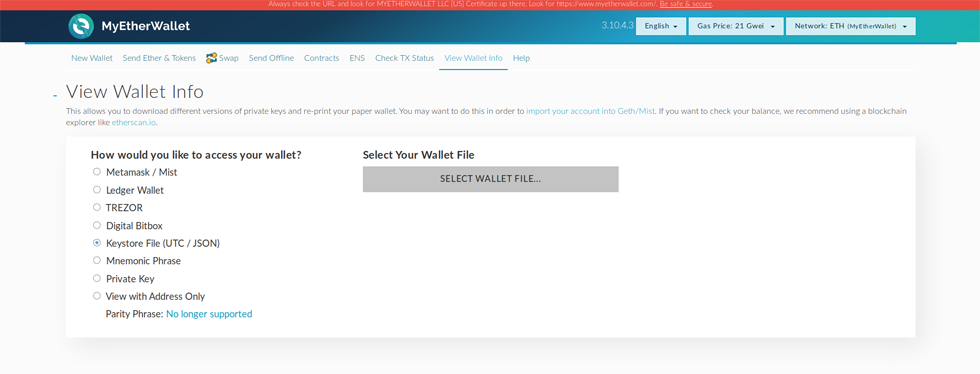 Always check the URL and look for MYETHERWALLET LLC [US] Certificate up there. Look for https://www.myetherwallet.com/. Be safe & secure.
MyEtherWallet
3.10.4.3 English Gas Price: 21 Gwei Network: ETH (MyEtherWallet)
New Wallet Send Ether & Tokens Swap Send Offline Contracts ENS Check TX Status View Wallet Info Help
View Wallet Info
This allows you to download different versions of private keys and re-print your paper wallet. You may want to do this in order to import your account into Geth/Mist. If you want to check your balance, we recommend using a blockchain
explorer like etherscan.io.
How would you like to access your wallet?
Metamask / Mist
Ledger Wallet
TREZOR
Digital Bitbox
Keystore File (UTC / JSON)
Mnemonic Phrase
Private Key
View with Address Only
Parity Phrase: No longer supported
Select Your Wallet File
SELECT WALLET FILE...